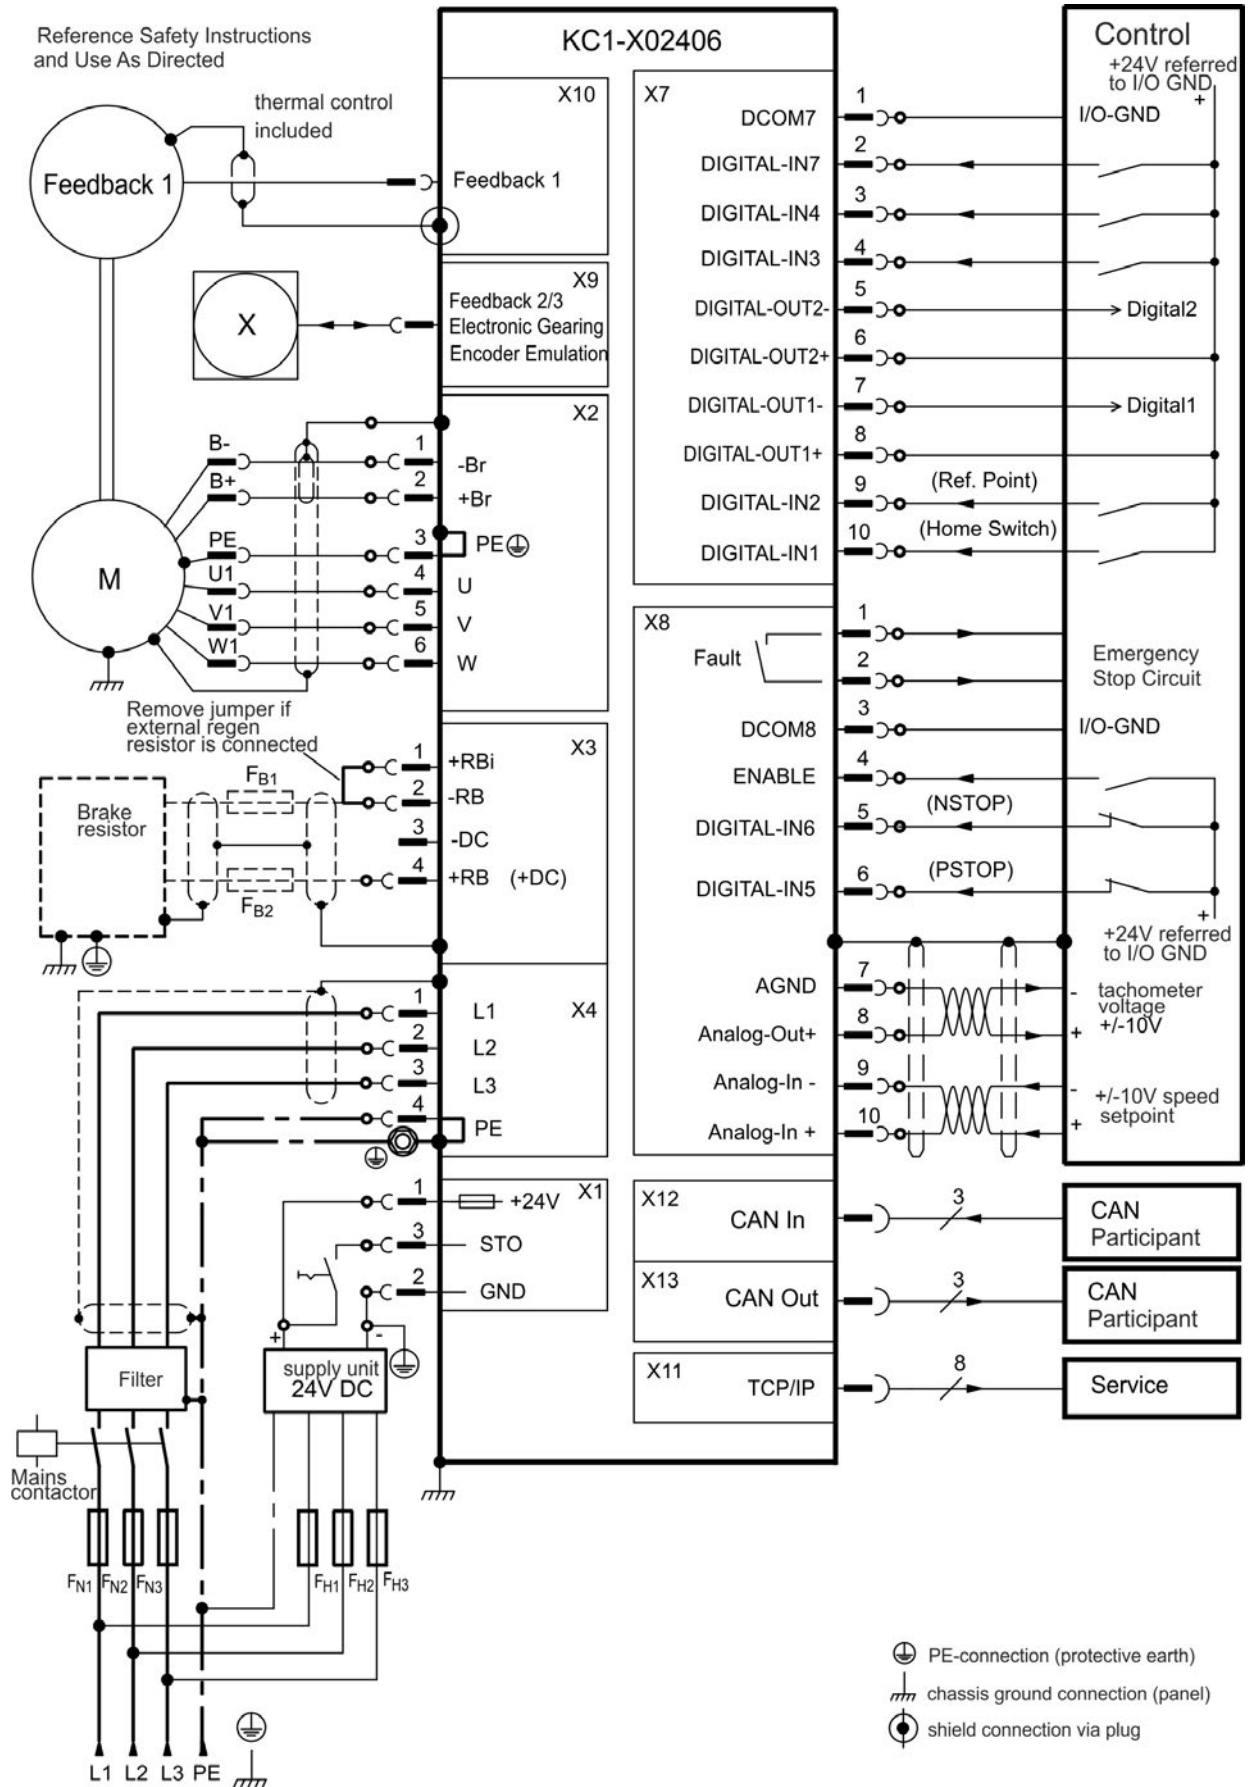 Reference Safety Instructions
and Use As Directed
KC1-X02406
Control
+24V referred
to I/O GND
+
thermal control
included
Feedback 1
X10
Feedback 1
X
X9
Feedback 2/3
Electronic Gearing
Encoder Emulation
X2
B-
1
-Br
B+
2
+Br
PE
3
PE
M
U1
4
U
V1
5
V
W1
6
W
Remove jumper if
external regen
resistor is connected
X3
1
+RBi
FB1
2
-RB
Brake
resistor
3
-DC
4
+RB (+DC)
FB2
X4
1
L1
2
L2
3
L3
4
PE
X1
1
+24V
3
STO
2
GND
+
-
supply unit
24V DC
Filter
Mains
contactor
FN1
FN2
FN3
FH1
FH2
FH3
L1
L2
L3
PE
X7
DCOM7
1
I/O-GND
DIGITAL-IN7
2
DIGITAL-IN4
3
DIGITAL-IN3
4
DIGITAL-OUT2-
5
Digital2
DIGITAL-OUT2+
6
DIGITAL-OUT1-
7
Digital1
DIGITAL-OUT1+
8
DIGITAL-IN2
9
(Ref. Point)
DIGITAL-IN1
10
(Home Switch)
X8
Fault
1
2
Emergency
Stop Circuit
DCOM8
3
I/O-GND
ENABLE
4
DIGITAL-IN6
5
(NSTOP)
DIGITAL-IN5
6
(PSTOP)
+
+24V referred
to I/O GND
AGND
7
-
tachometer
voltage
+/-10V
Analog-Out+
8
+
Analog-In -
9
-
+/-10V speed
setpoint
Analog-In +
10
+
X12
CAN In
3
CAN
Participant
X13
CAN Out
3
CAN
Participant
X11
TCP/IP
8
Service
PE-connection (protective earth)
chassis ground connection (panel)
shield connection via plug